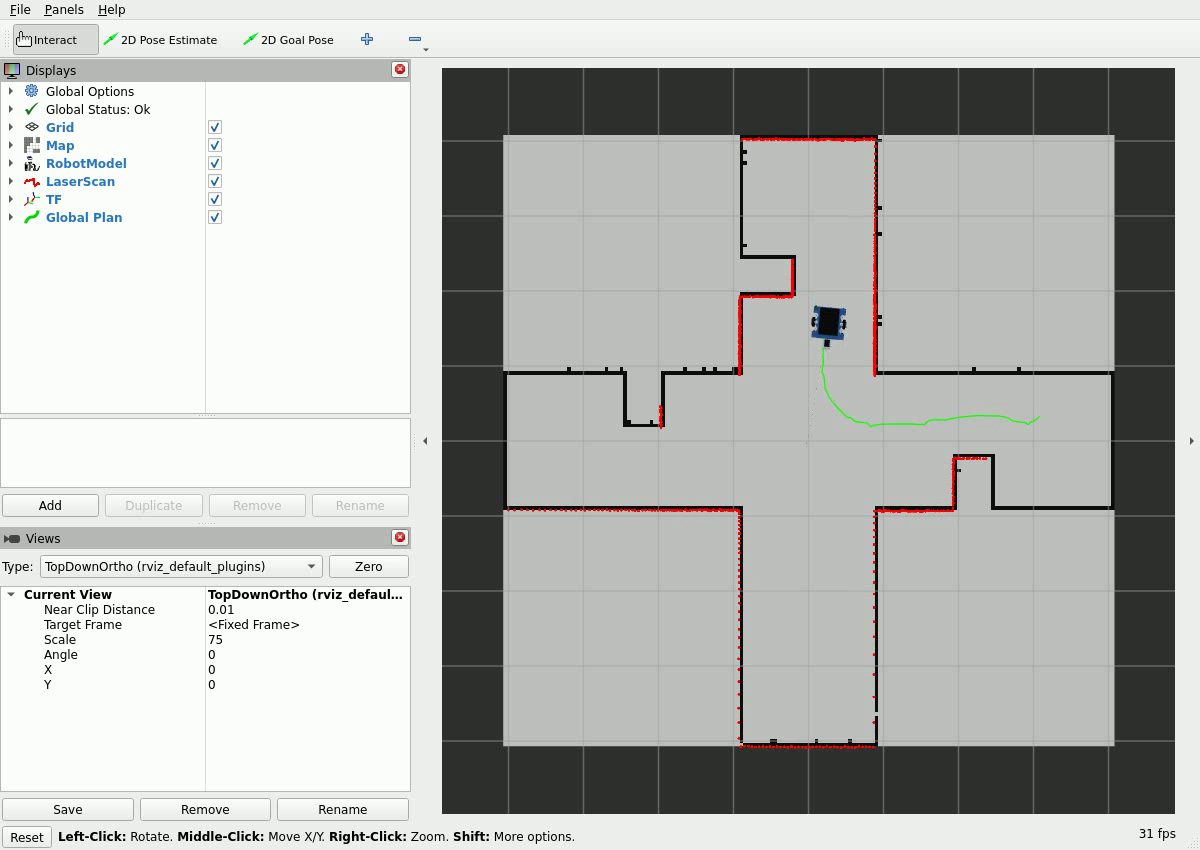 File Panels Help
Interact 2D Pose Estimate 2D Goal Pose
Displays
Global Options
Global Status: Ok
Grid
Map
RobotModel
LaserScan
TF
Global Plan
Add Duplicate Remove Rename
Views
Type: TopDownOrtho (rviz_default_plugins) Zero
Current View TopDownOrtho (rviz_defaul...
Near Clip Distance 0.01
Target Frame <Fixed Frame>
Scale 75
Angle 0
X 0
Y 0
Save Remove Rename
Reset Left-Click: Rotate. Middle-Click: Move X/Y. Right-Click: Zoom. Shift: More options. 31 fps